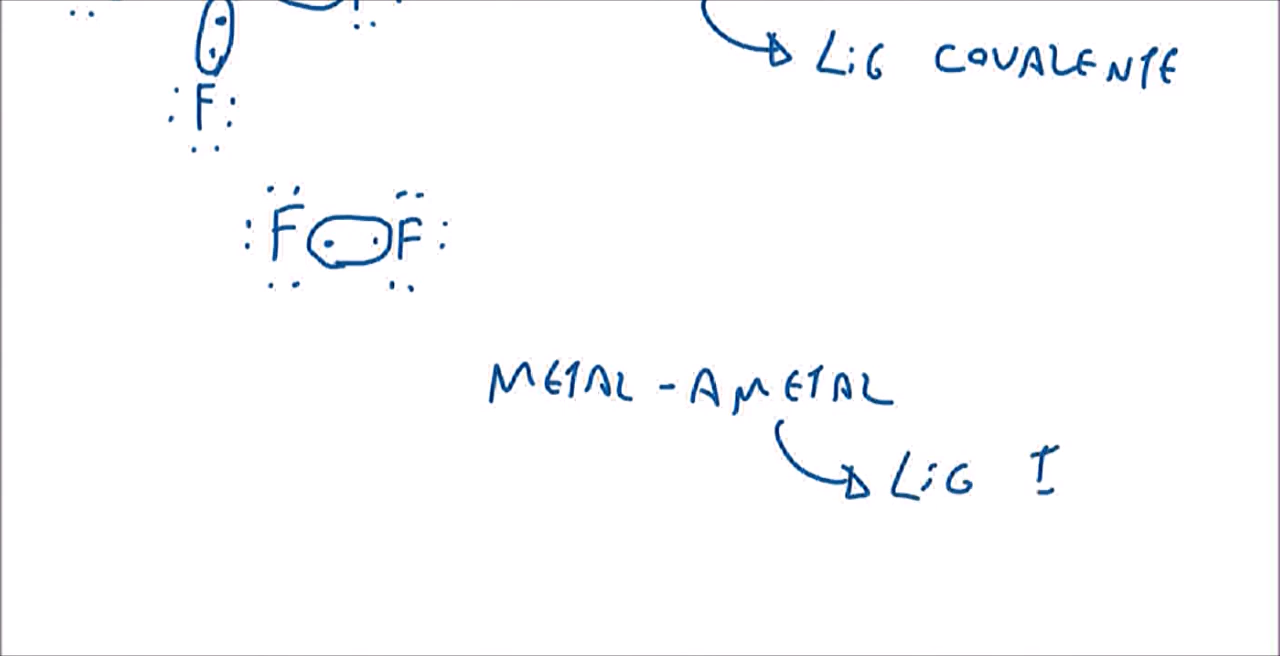 LiG COVALENTE
:F:
:F F:
METAL - AMETAL
LiG I